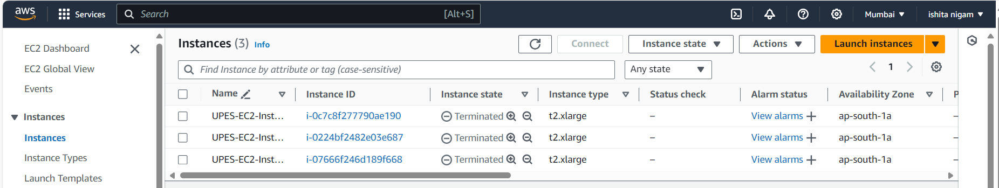 aws Services Search [Alt+S] Mumbai ishita nigam
EC2 Dashboard
EC2 Global View
Events
Instances
Instances
Instance Types
Launch Templates
Instances (3) Info Connect Instance state Actions Launch instances
Find Instance by attribute or tag (case-sensitive) Any state 1
Name Instance ID Instance state Instance type Status check Alarm status Availability Zone P
UPES-EC2-Inst... i-0c7c8f277790ae190 Terminated t2.xlarge – View alarms + ap-south-1a –
UPES-EC2-Inst... i-0224bf2482e03e687 Terminated t2.xlarge – View alarms + ap-south-1a –
UPES-EC2-Inst... i-07666f246d189f668 Terminated t2.xlarge – View alarms + ap-south-1a –